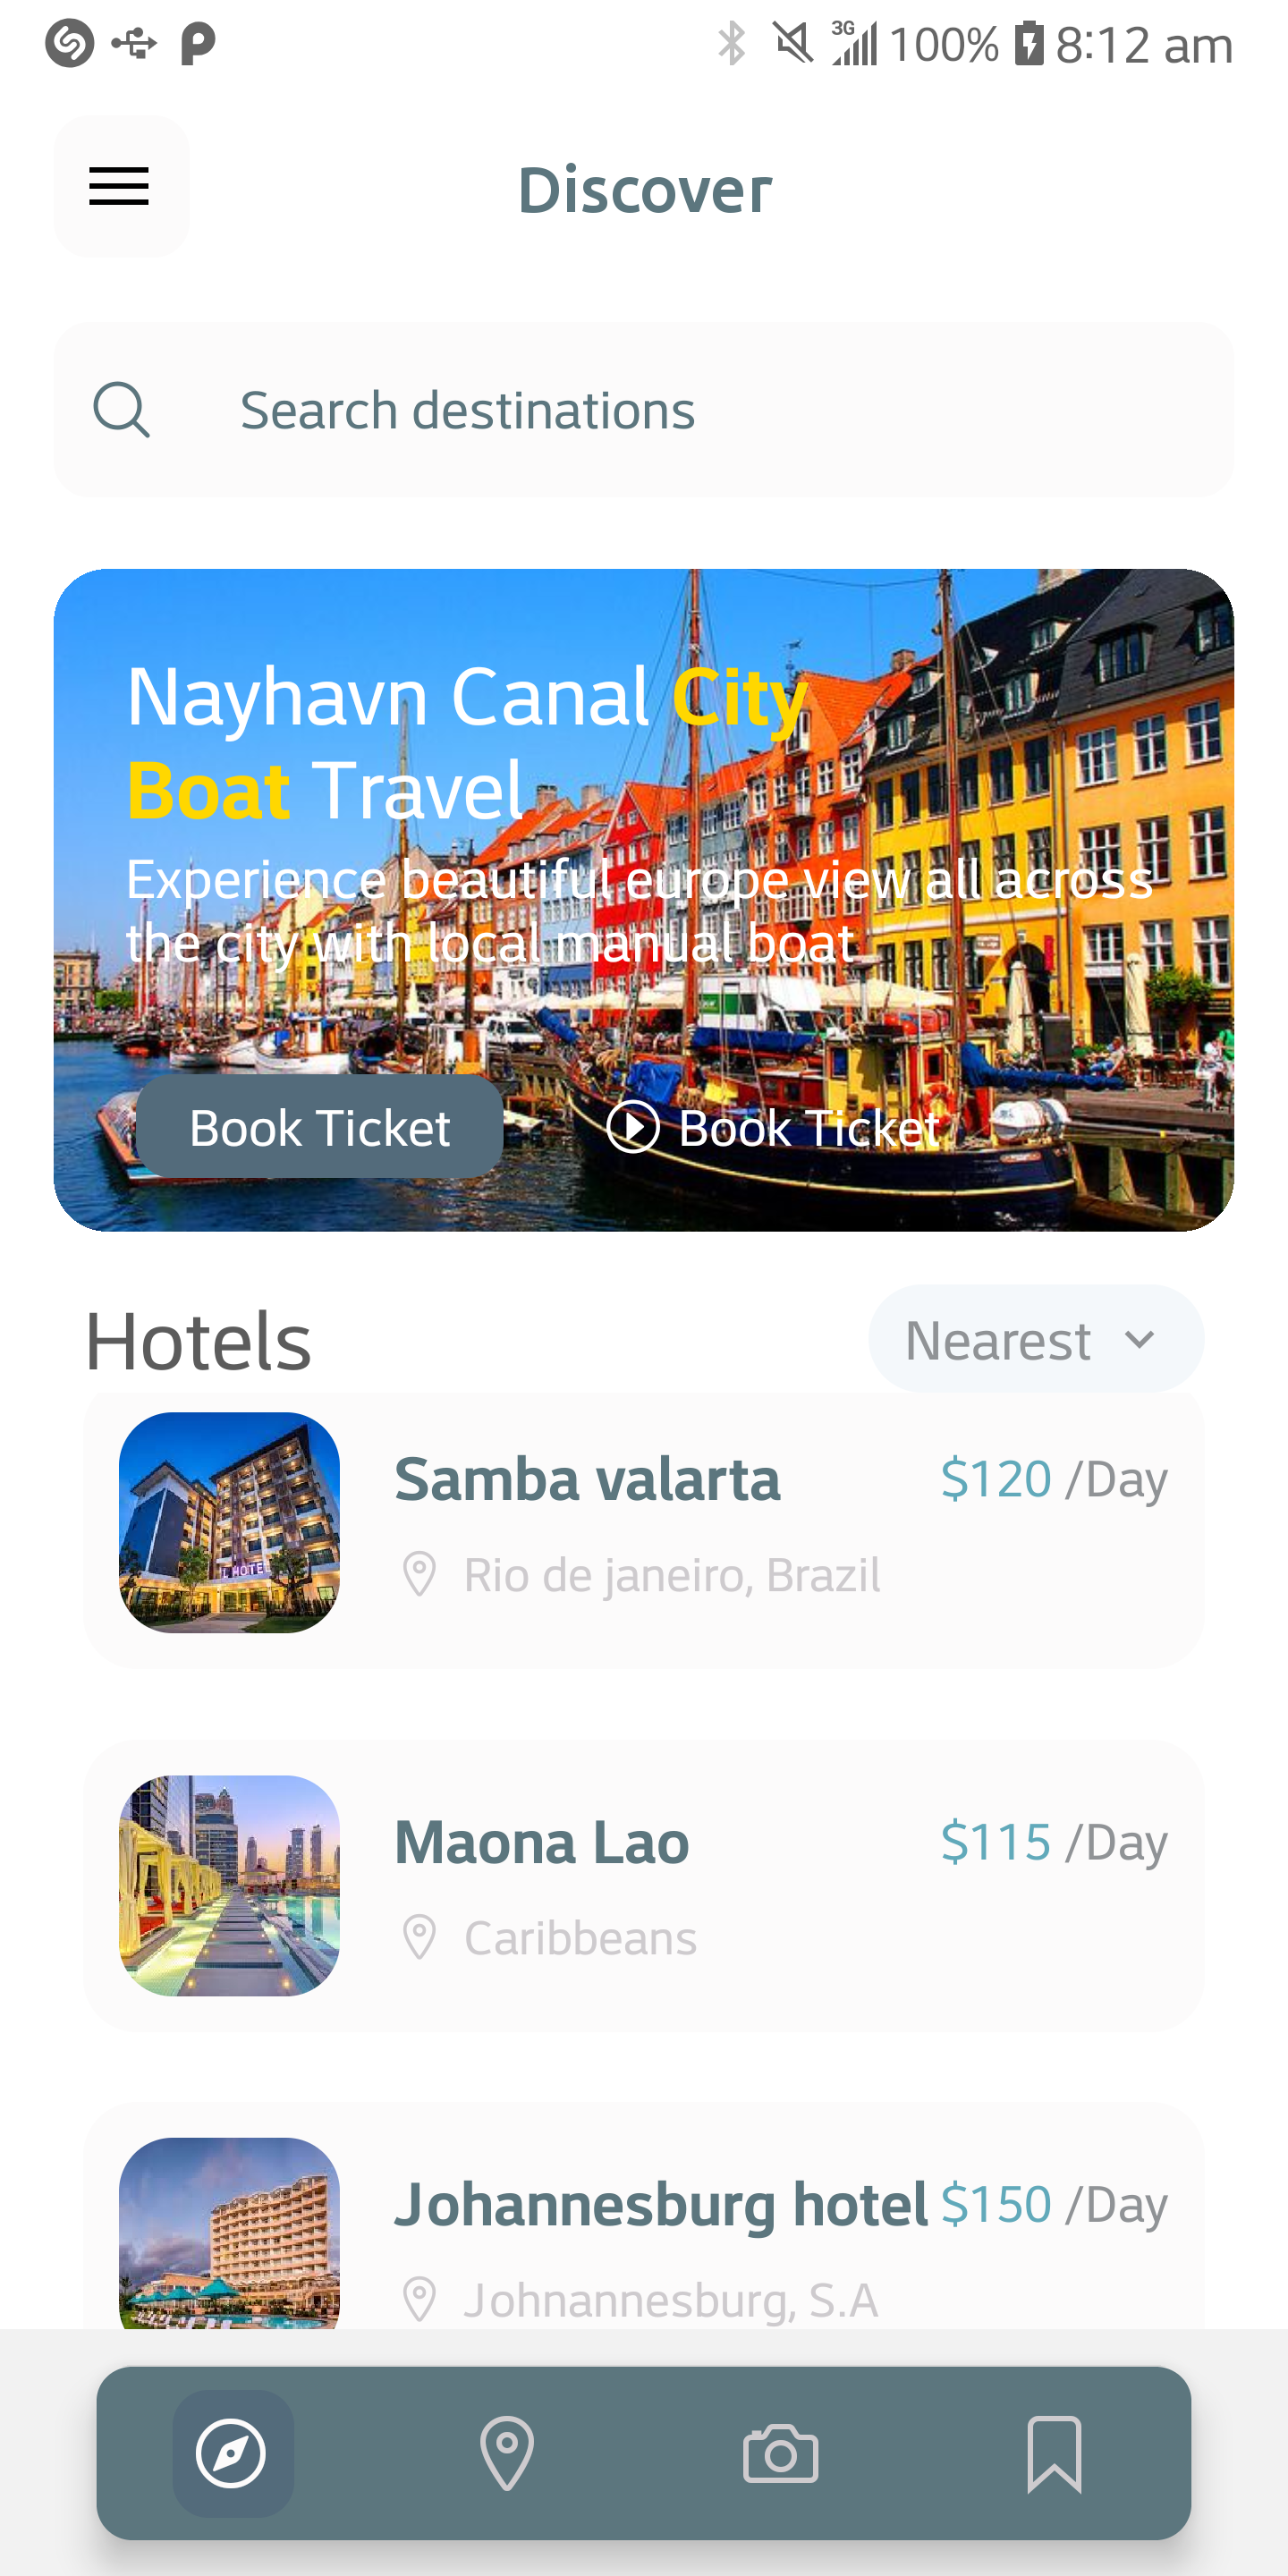 3G 100% 8:12 am
Discover
Search destinations
Nayhavn Canal City
Boat Travel
Experience beautiful europe view all across
the city with local manual boat
Book Ticket
Book Ticket
Hotels
Nearest
Samba valarta
$120 /Day
HOTEL
Rio de janeiro, Brazil
Maona Lao
$115 /Day
Caribbeans
Johannesburg hotel
$150 /Day
Johnannesburg, S.A